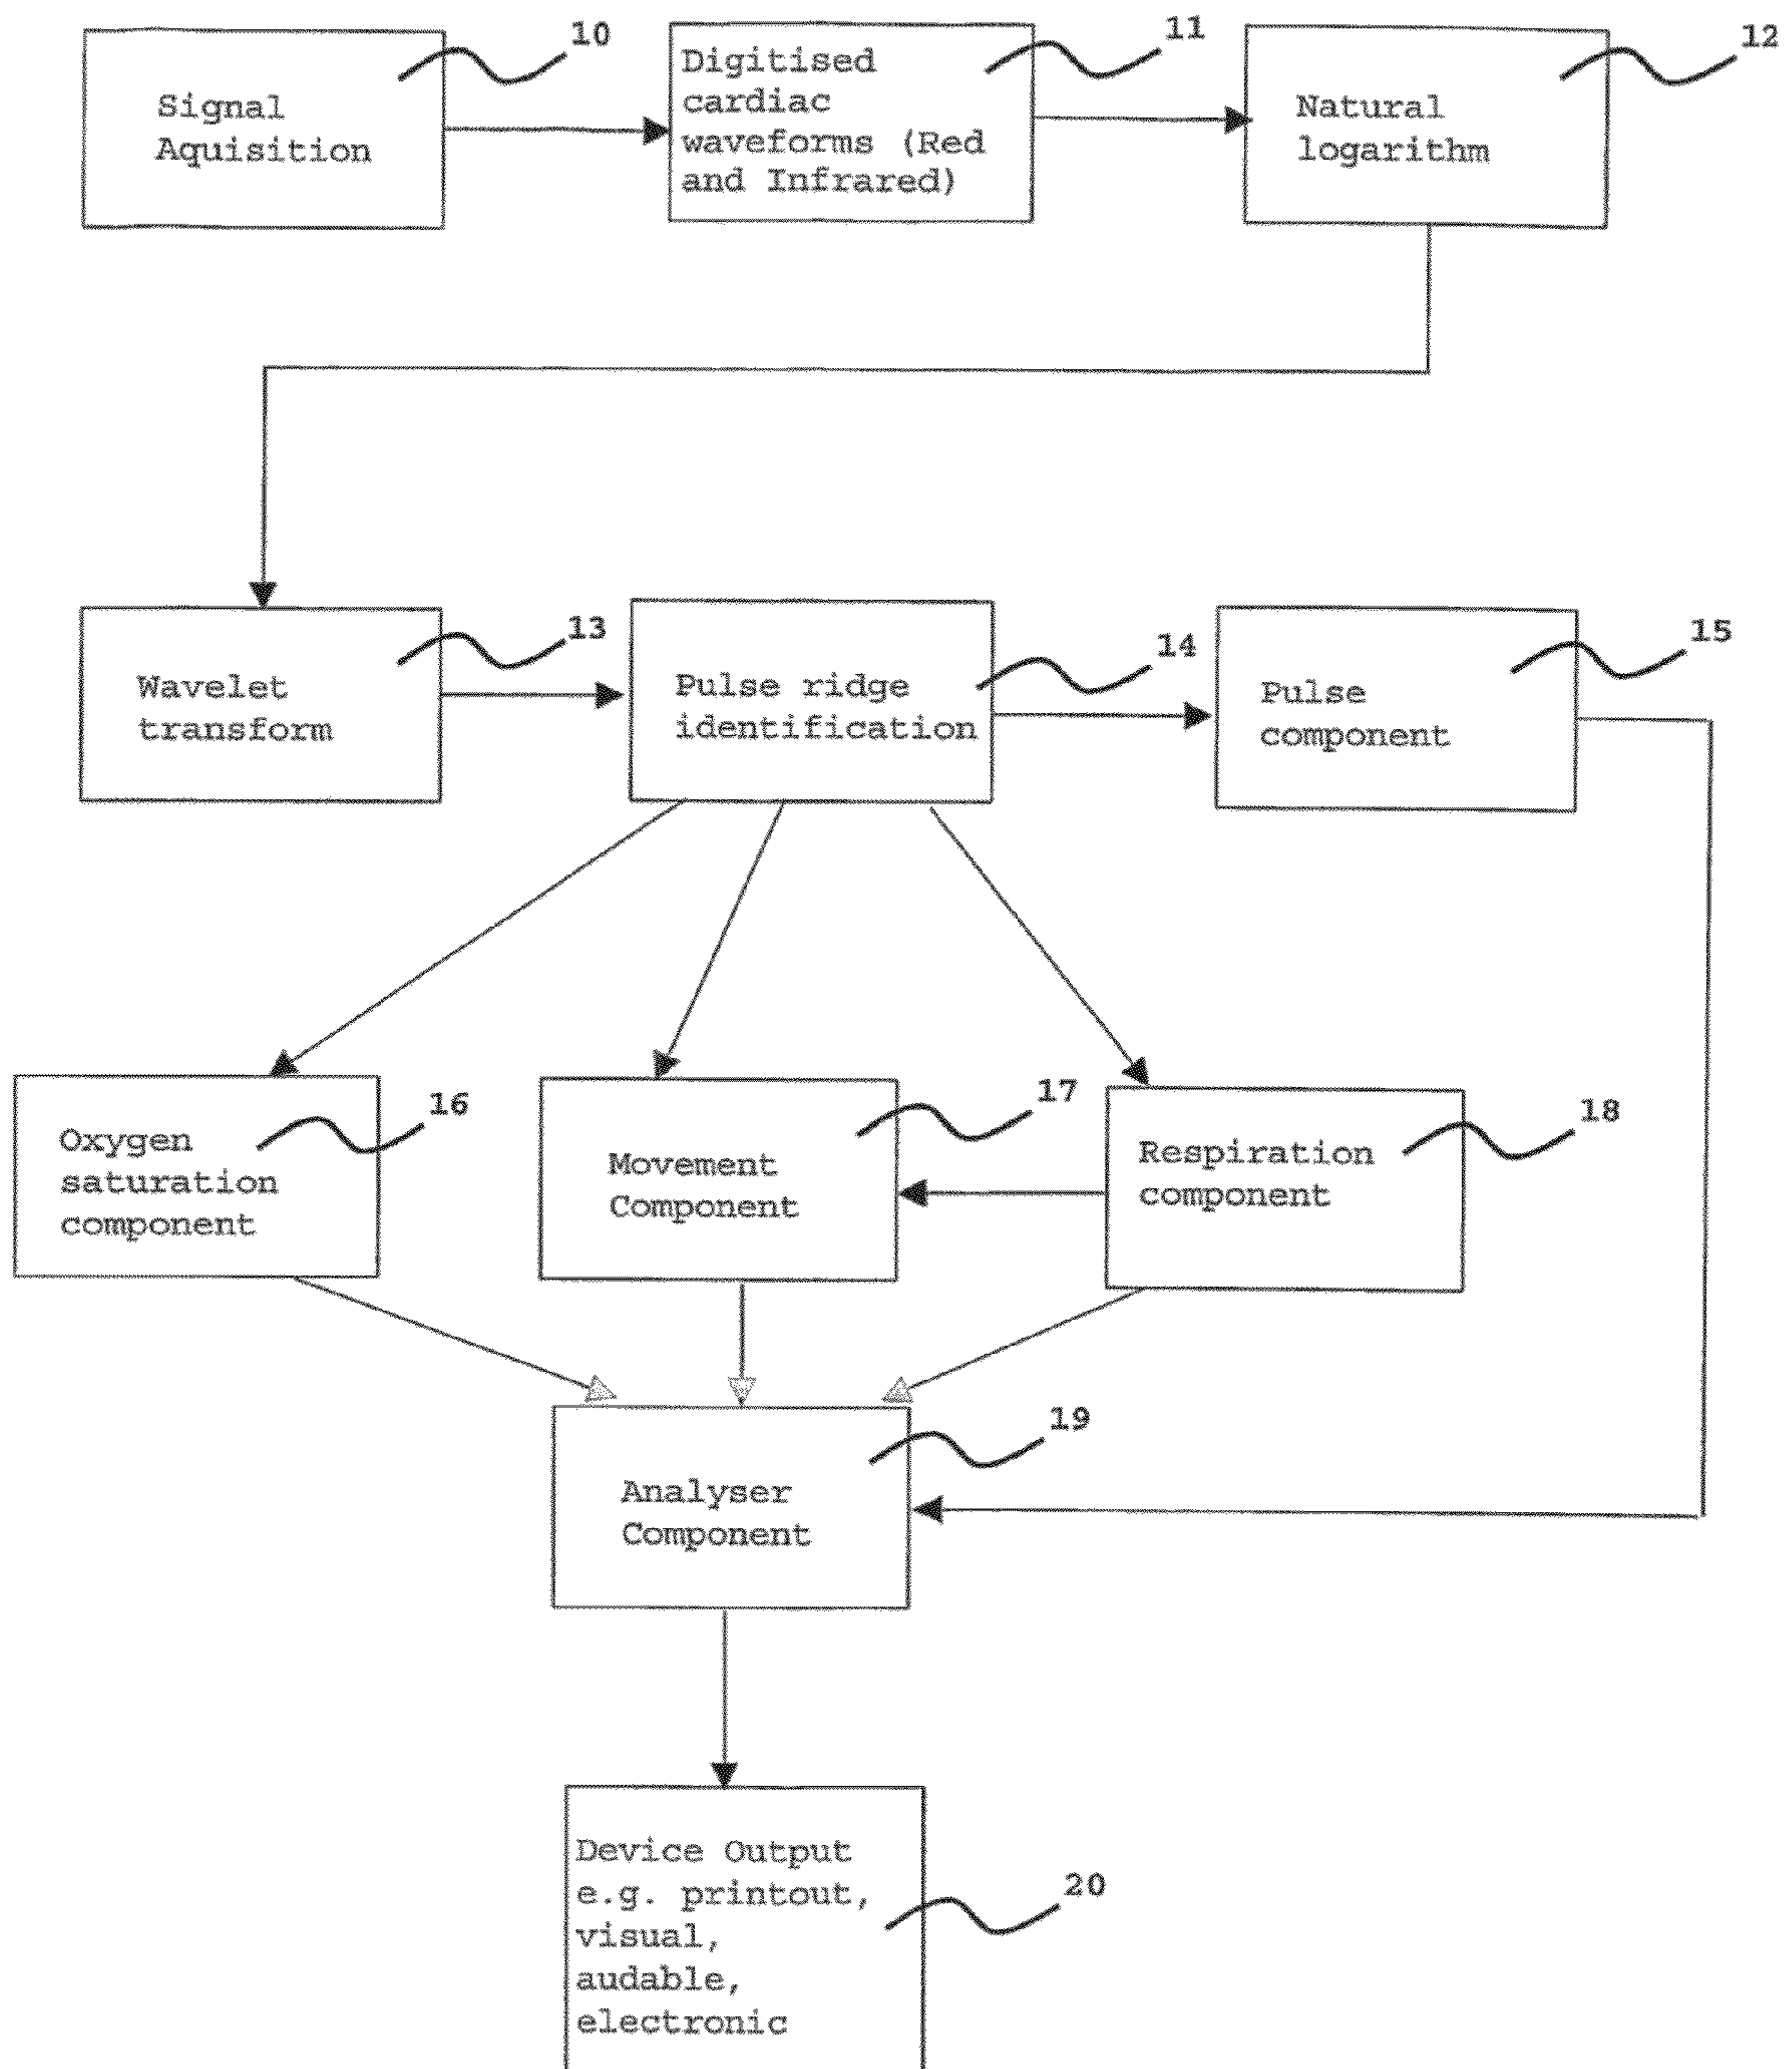 10
Signal
Aquisition
11
Digitised
cardiac
waveforms (Red
and Infrared)
12
Natural
logarithm
13
Wavelet
transform
14
Pulse ridge
identification
15
Pulse
component
16
Oxygen
saturation
component
17
Movement
Component
18
Respiration
component
19
Analyser
Component
20
Device Output
e.g. printout,
visual,
audable,
electronic